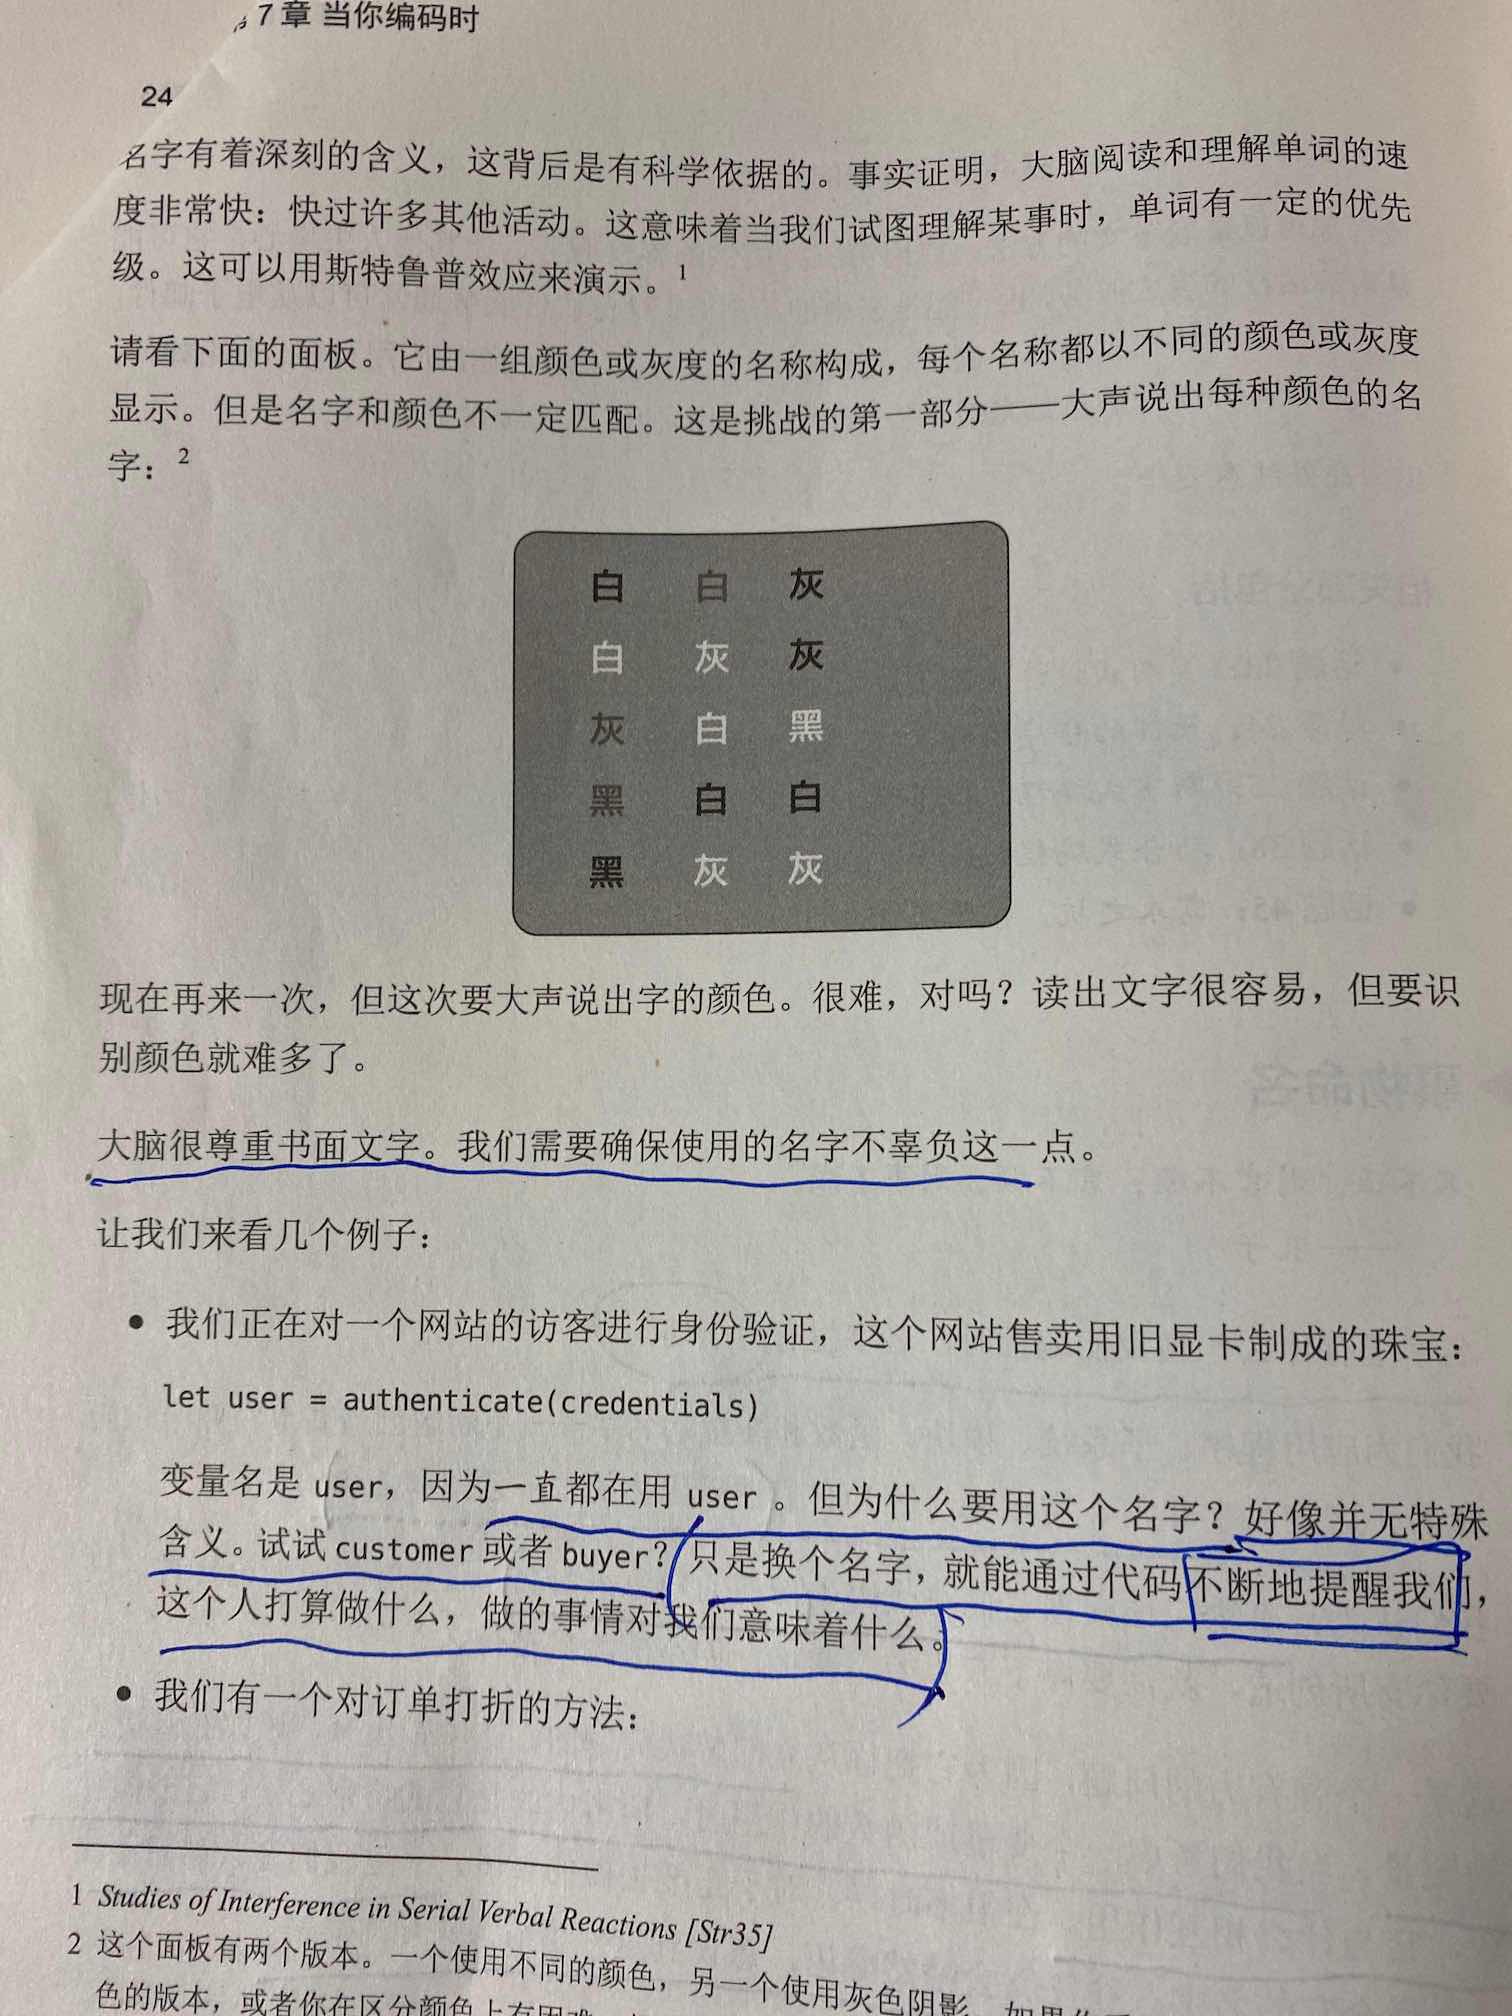 7章 当你编码时
24
名字有着深刻的含义，这背后是有科学依据的。事实证明，大脑阅读和理解单词的速
度非常快：快过许多其他活动。这意味着当我们试图理解某事时，单词有一定的优先
级。这可以用斯特鲁普效应来演示。1
请看下面的面板。它由一组颜色或灰度的名称构成，每个名称都以不同的颜色或灰度
显示。但是名字和颜色不一定匹配。这是挑战的第一部分——大声说出每种颜色的名
字：2
白 白 灰
白 灰 灰
灰 白 黑
黑 白 白
黑 灰 灰
现在再来一次，但这次要大声说出字的颜色。很难，对吗？读出文字很容易，但要识
别颜色就难多了。
大脑很尊重书面文字。我们需要确保使用的名字不辜负这一点。
让我们来看几个例子：
• 我们正在对一个网站的访客进行身份验证，这个网站售卖用旧显卡制成的珠宝：
let user = authenticate(credentials)
变量名是 user，因为一直都在用 user 。但为什么要用这个名字？好像并无特殊
含义。试试 customer 或者 buyer？只是换个名字，就能通过代码不断地提醒我们，
这个人打算做什么，做的事情对我们意味着什么。
• 我们有一个对订单打折的方法：
1 Studies of Interference in Serial Verbal Reactions [Str35]
2 这个面板有两个版本。一个使用不同的颜色，另一个使用灰色阴影。
色的版本，或者你在区分颜色上有困难